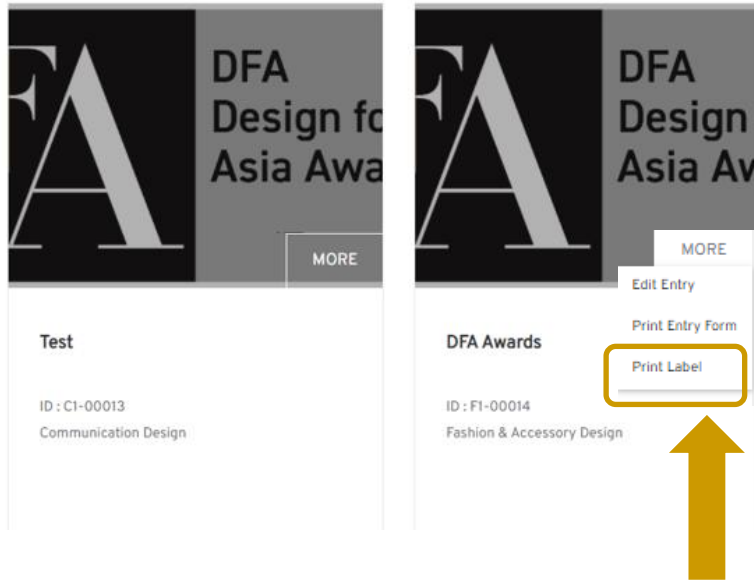 FA
DFA
Design fo
Asia Awa
MORE
Test
ID : C1-00013
Communication Design
A
DFA
Design
Asia Aw
MORE
Edit Entry
Print Entry Form
Print Label
DFA Awards
ID : F1-00014
Fashion & Accessory Design